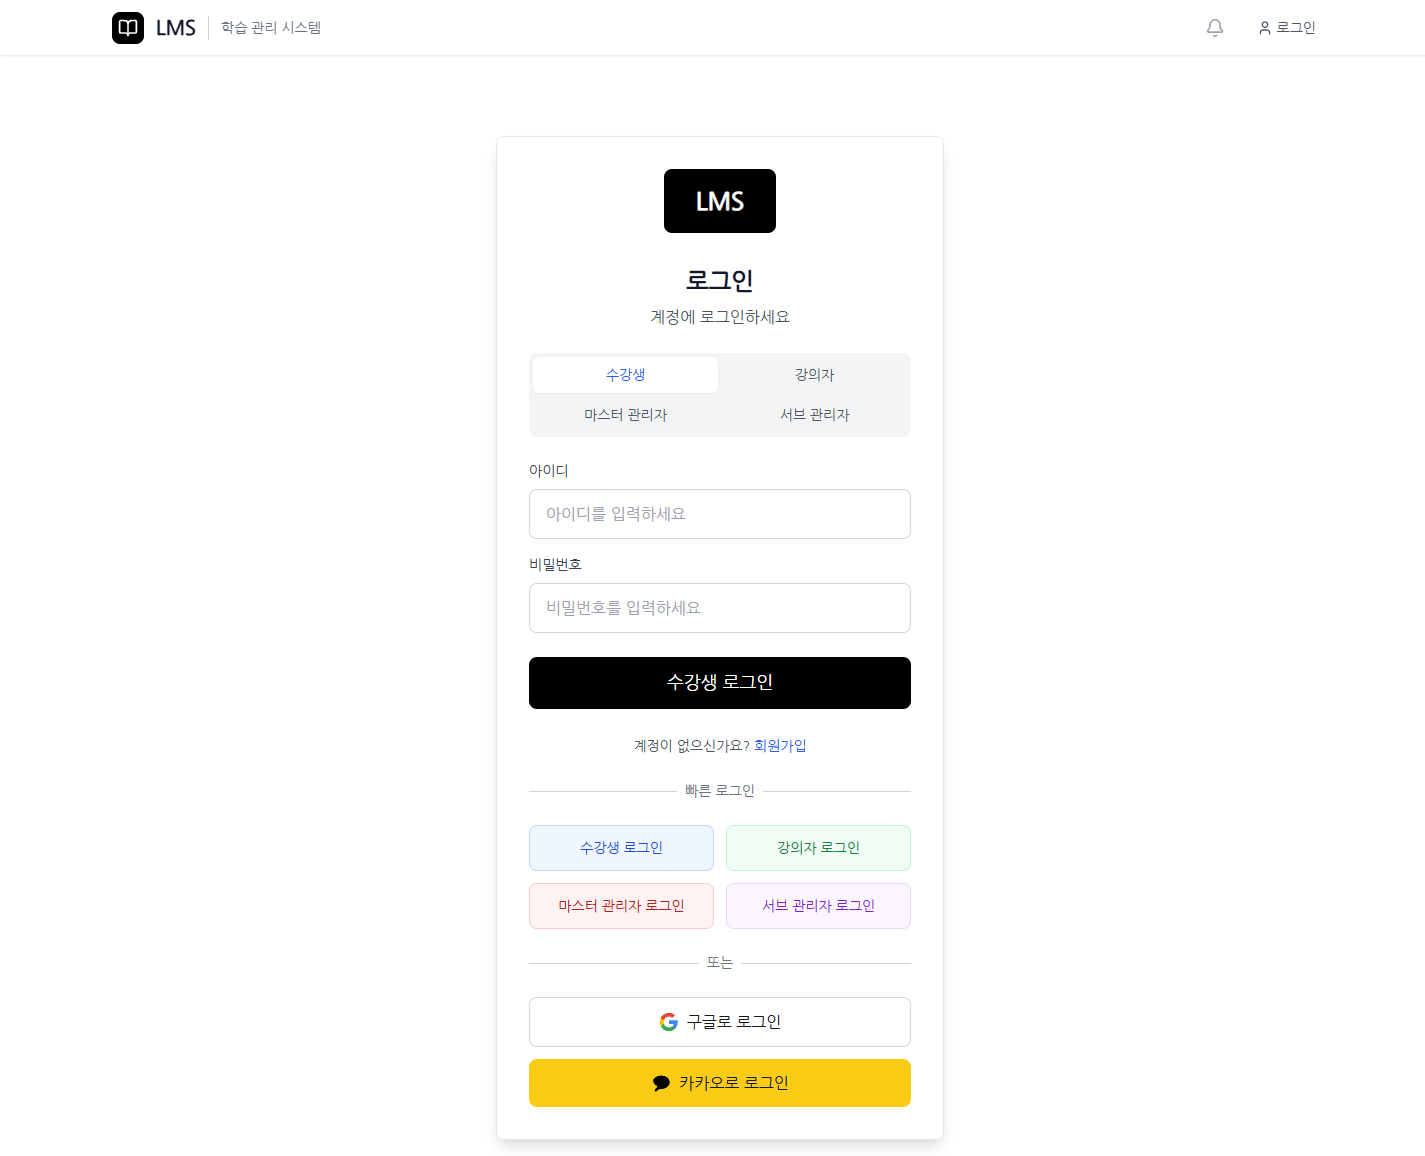 LMS 학습 관리 시스템 로그인
LMS
로그인
계정에 로그인하세요
수강생 강의자
마스터 관리자 서브 관리자
아이디
아이디를 입력하세요
비밀번호
비밀번호를 입력하세요
수강생 로그인
계정이 없으신가요? 회원가입
빠른 로그인
수강생 로그인 강의자 로그인
마스터 관리자 로그인 서브 관리자 로그인
또는
구글로 로그인
카카오로 로그인